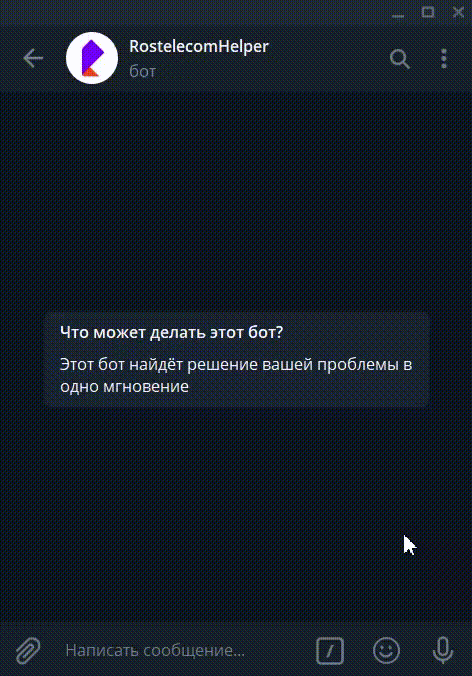 RostelecomHelper
бот
Что может делать этот бот?
Этот бот найдёт решение вашей проблемы в
одно мгновение
Написать сообщение...